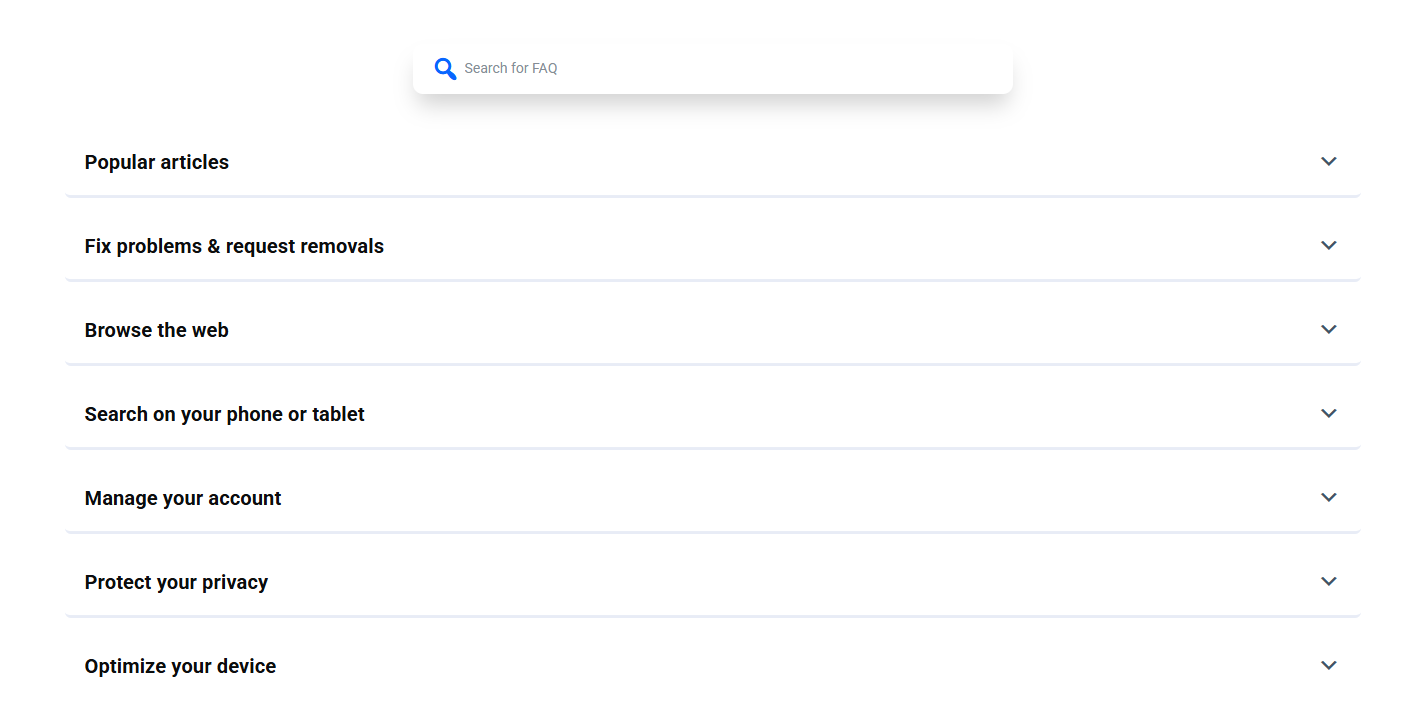 Search for FAQ
Popular articles
Fix problems & request removals
Browse the web
Search on your phone or tablet
Manage your account
Protect your privacy
Optimize your device